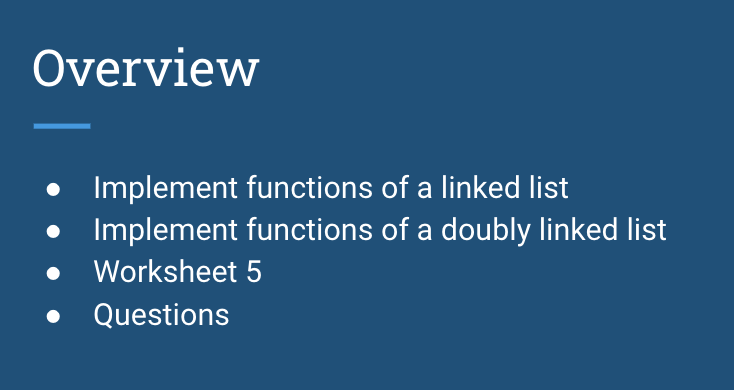 Overview
● Implement functions of a linked list
● Implement functions of a doubly linked list
● Worksheet 5
● Questions